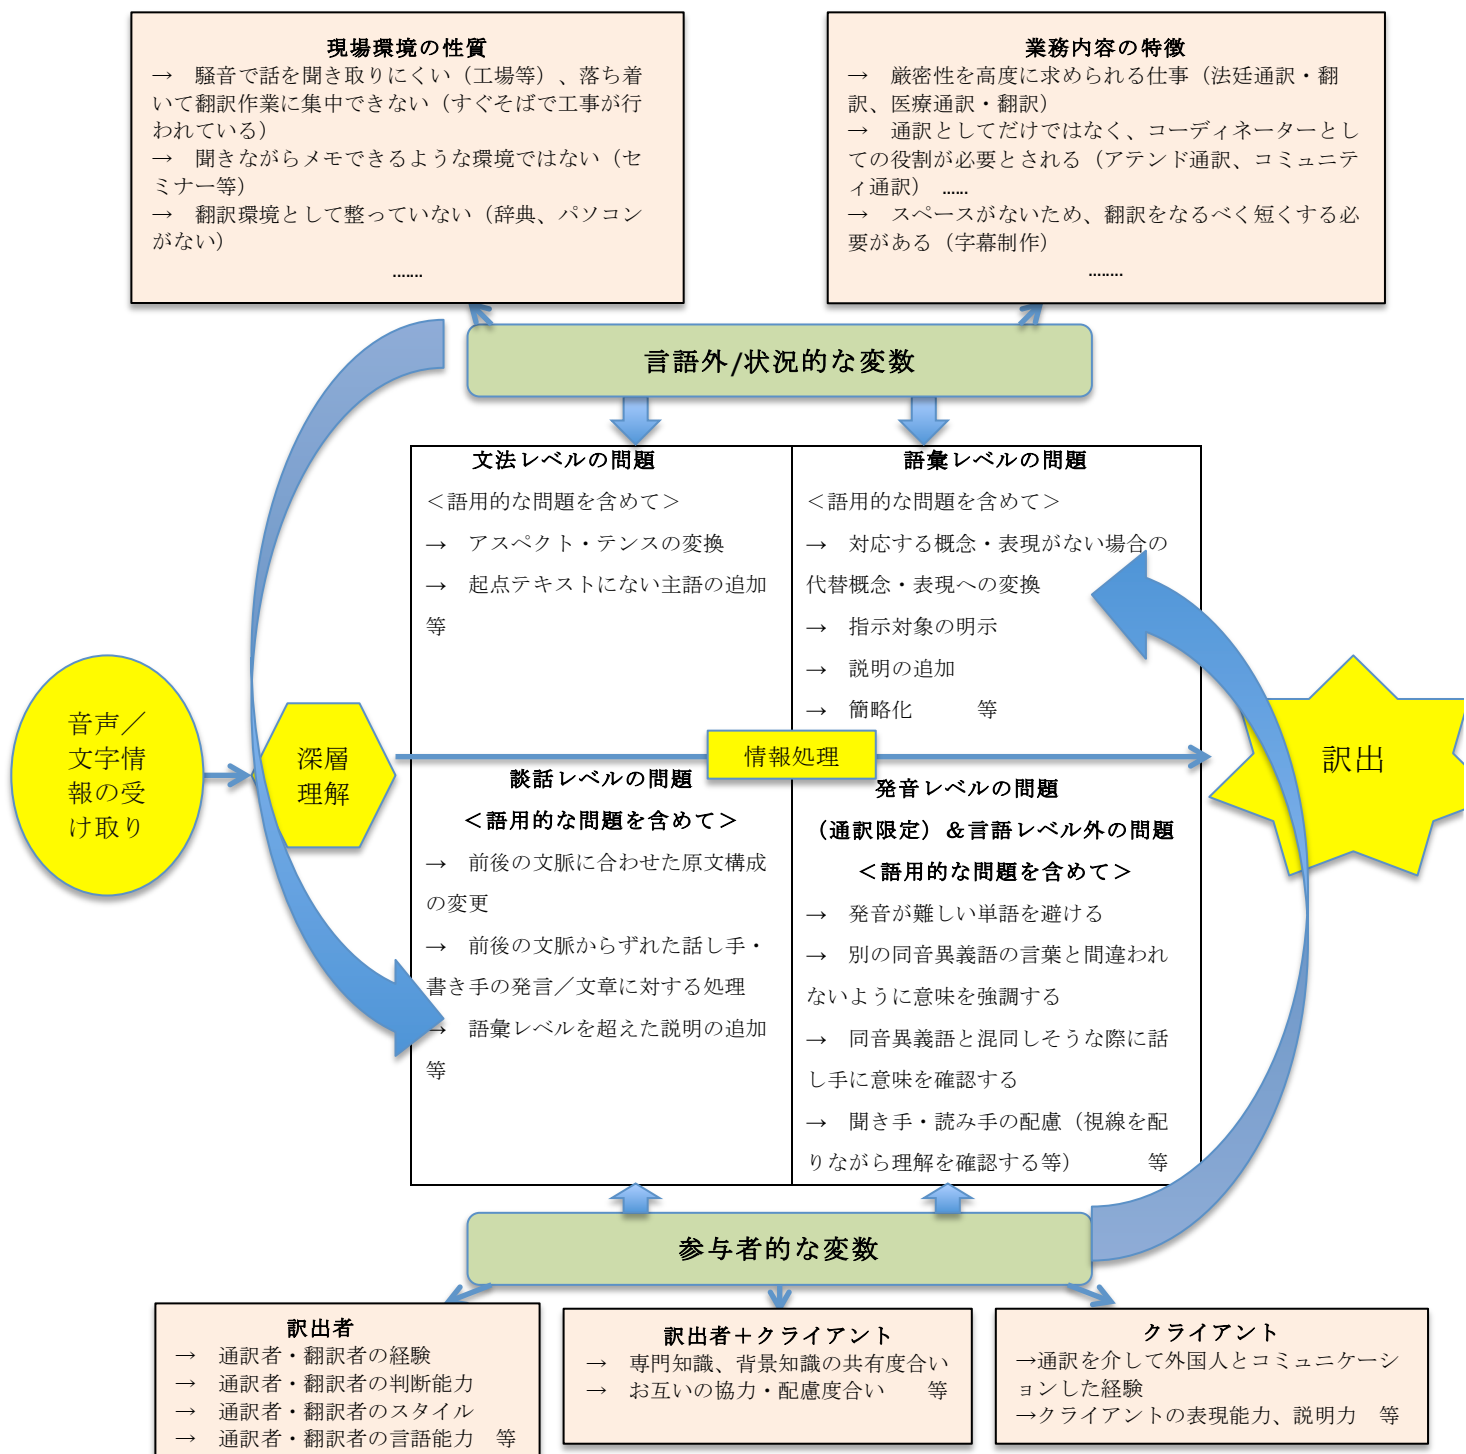 現場環境の性質
→　騒音で話を聞き取りにくい（工場等）、落ち着
いて翻訳作業に集中できない（すぐそばで工事が行
われている）
→　聞きながらメモできるような環境ではない（セ
ミナー等）
→　翻訳環境として整っていない（辞典、パソコン
がない）
.......
業務内容の特徴
→　厳密性を高度に求められる仕事（法廷通訳・翻
訳、医療通訳・翻訳）
→　通訳としてだけではなく、コーディネーターとし
ての役割が必要とされる（アテンド通訳、コミュニテ
ィ通訳） ......
→　スペースがないため、翻訳をなるべく短くする必
要がある（字幕制作）
........
言語外/状況的な変数
文法レベルの問題
＜語用的な問題を含めて＞
→　アスペクト・テンスの変換
→　起点テキストにない主語の追加
等
語彙レベルの問題
＜語用的な問題を含めて＞
→　対応する概念・表現がない場合の
代替概念・表現への変換
→　指示対象の明示
→　説明の追加
→　簡略化　　　等
音声／
文字情
報の受
け取り
深層
理解
情報処理
訳出
談話レベルの問題
＜語用的な問題を含めて＞
→　前後の文脈に合わせた原文構成
の変更
→　前後の文脈からずれた話し手・
書き手の発言／文章に対する処理
→　語彙レベルを超えた説明の追加
等
発音レベルの問題
（通訳限定）＆言語レベル外の問題
＜語用的な問題を含めて＞
→　発音が難しい単語を避ける
→　別の同音異義語の言葉と間違われ
ないように意味を強調する
→　同音異義語と混同しそうな際に話
し手に意味を確認する
→　聞き手・読み手の配慮（視線を配
りながら理解を確認する等）　　　等
参与者的な変数
訳出者
→　通訳者・翻訳者の経験
→　通訳者・翻訳者の判断能力
→　通訳者・翻訳者のスタイル
→　通訳者・翻訳者の言語能力　等
訳出者＋クライアント
→　専門知識、背景知識の共有度合い
→　お互いの協力・配慮度合い　　等
クライアント
→通訳を介して外国人とコミュニケーシ
ョンした経験
→クライアントの表現能力、説明力　等